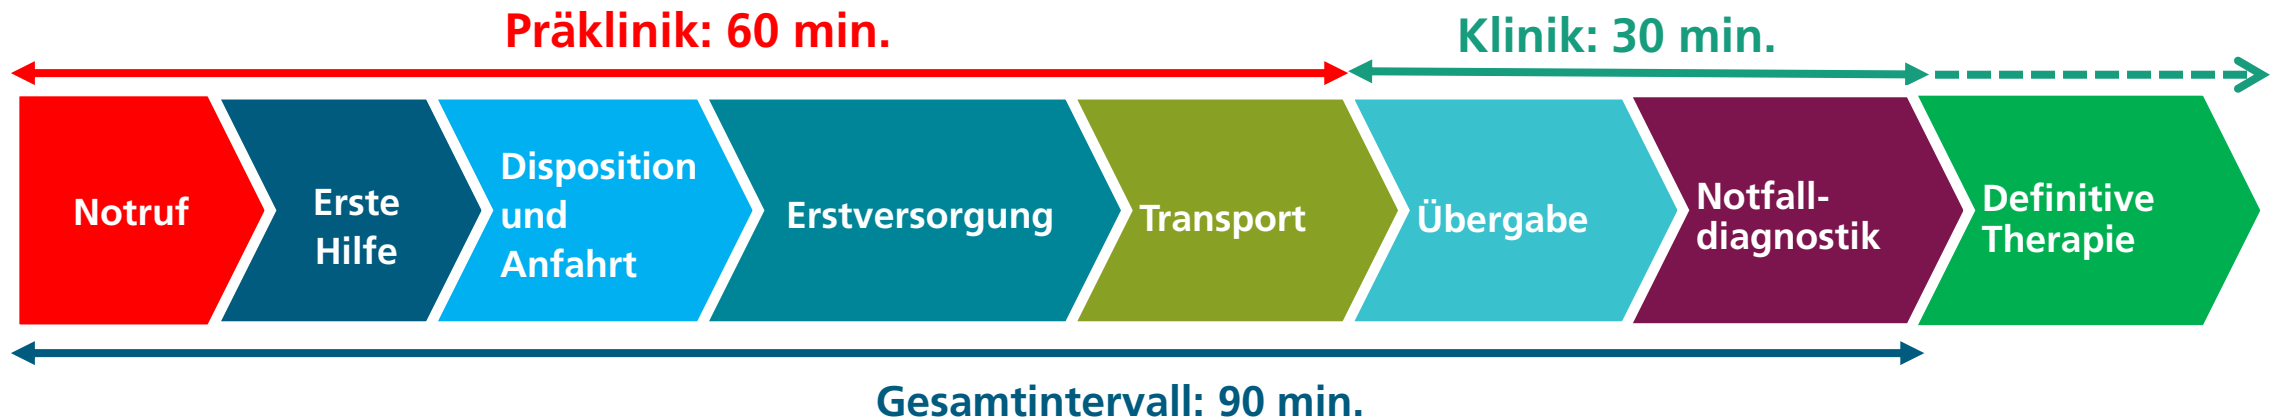 Präklinik: 60 min.
Klinik: 30 min.
Notruf
Erste
Hilfe
Disposition
und
Anfahrt
Erstversorgung
Transport
Übergabe
Notfall-
diagnostik
Definitive
Therapie
Gesamtintervall: 90 min.